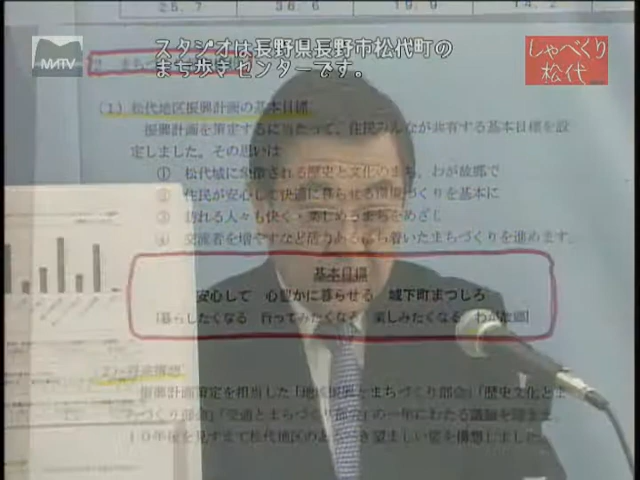 25.7 38.6 19.9 14.2
MATV
スタジオは長野県長野市松代町の
まち歩きセンターです。
しゃべくり
松代
(1) 松代地区振興計画の基本目標
振興計画を策定するに当たって、住民みんなが共有する基本目標を設
定しました。その思いは
① 松代城に象徴される歴史と文化のまち、わが故郷で
② 住民が安心して快適に暮らせる環境づくりを基本に
③ 訪れる人々も快く・楽しめるまちをめざし
④ 交流者を増やすなど活力ある落ち着いたまちづくりを進めます。
基本目標
安心して 心豊かに暮らせる 城下町まつしろ
[暮らしたくなる 行ってみたくなる 楽しみたくなる わが故郷]
振興計画策定を担当した「地域振興とまちづくり部会」「歴史文化とま
ちづくり部会」「交通とまちづくり部会」の一年にわたる議論を踏まえ、
10年後を見すえて松代地区のとるべき望ましい姿を構想しました。